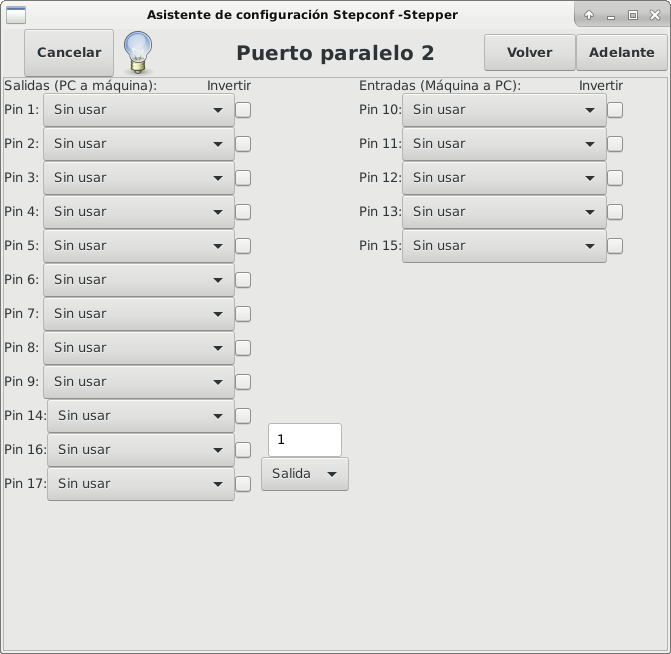 Asistente de configuración Stepconf -Stepper
Cancelar
Puerto paralelo 2
Volver
Adelante
Salidas (PC a máquina):
Invertir
Pin 1: Sin usar
Pin 2: Sin usar
Pin 3: Sin usar
Pin 4: Sin usar
Pin 5: Sin usar
Pin 6: Sin usar
Pin 7: Sin usar
Pin 8: Sin usar
Pin 9: Sin usar
Pin 14: Sin usar
Pin 16: Sin usar
Pin 17: Sin usar
1
Salida
Entradas (Máquina a PC):
Invertir
Pin 10: Sin usar
Pin 11: Sin usar
Pin 12: Sin usar
Pin 13: Sin usar
Pin 15: Sin usar